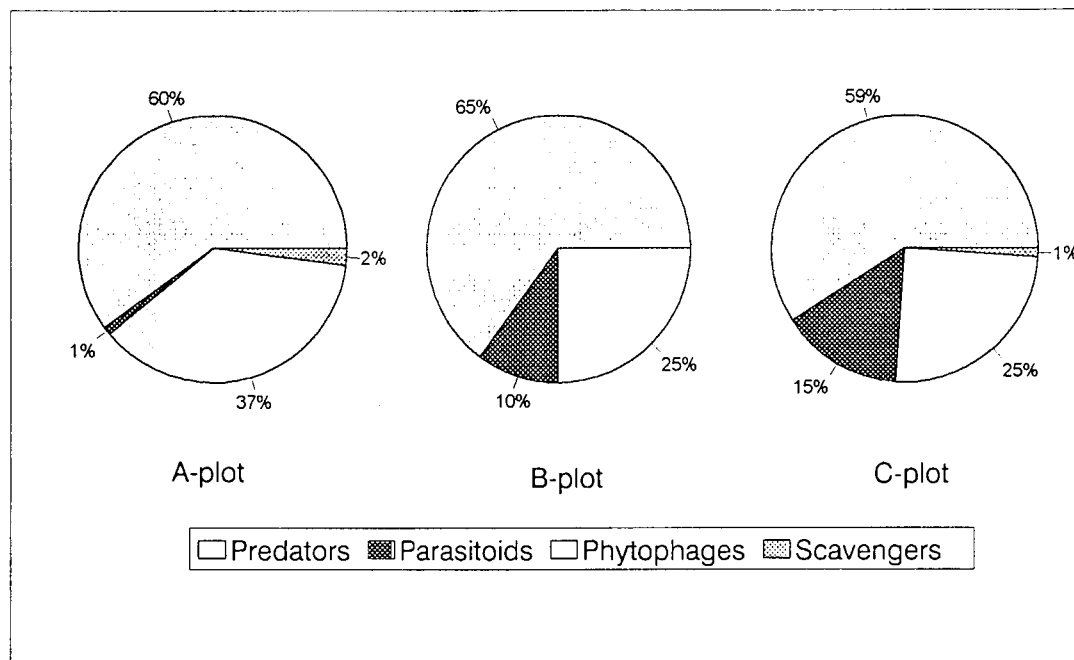 60%
2%
1%
37%
A-plot
65%
10%
25%
B-plot
59%
1%
15%
25%
C-plot
Predators Parasitoids Phytophages Scavengers